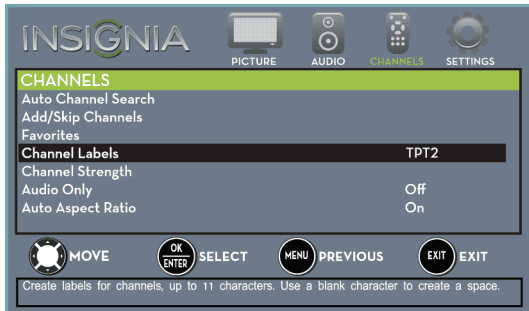 INSIGNIA
PICTURE AUDIO CHANNELS SETTINGS
CHANNELS
Auto Channel Search
Add/Skip Channels
Favorites
Channel Labels TPT2
Channel Strength
Audio Only Off
Auto Aspect Ratio On
MOVE OK ENTER SELECT MENU PREVIOUS EXIT EXIT
Create labels for channels, up to 11 characters. Use a blank character to create a space.